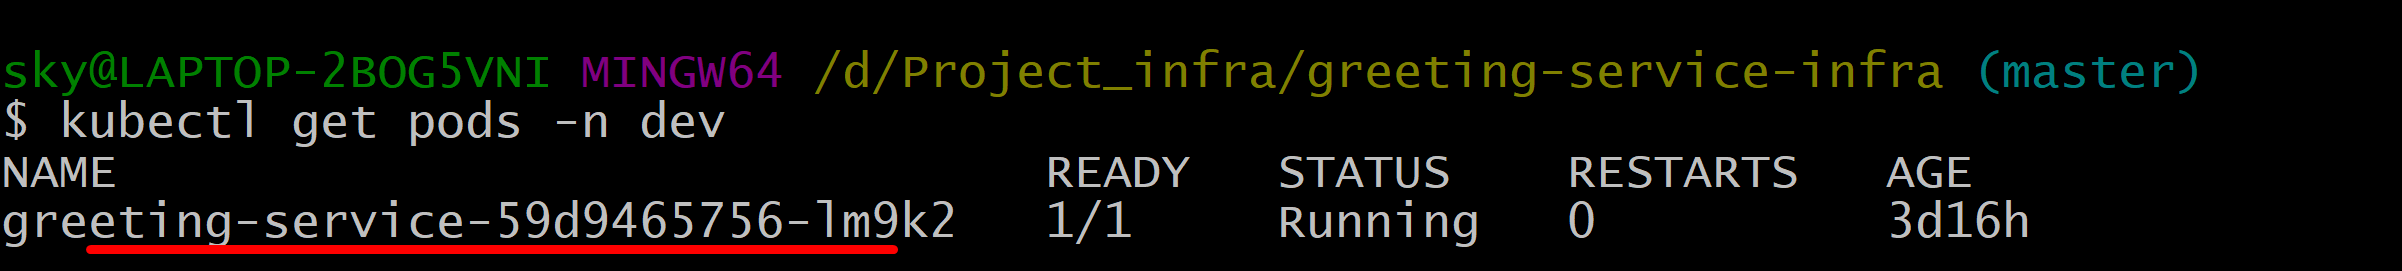 sky@LAPTOP-2BOG5VNI MINGW64 /d/Project_infra/greeting-service-infra (master)
$ kubectl get pods -n dev
NAME READY STATUS RESTARTS AGE
greeting-service-59d9465756-lm9k2 1/1 Running 0 3d16h